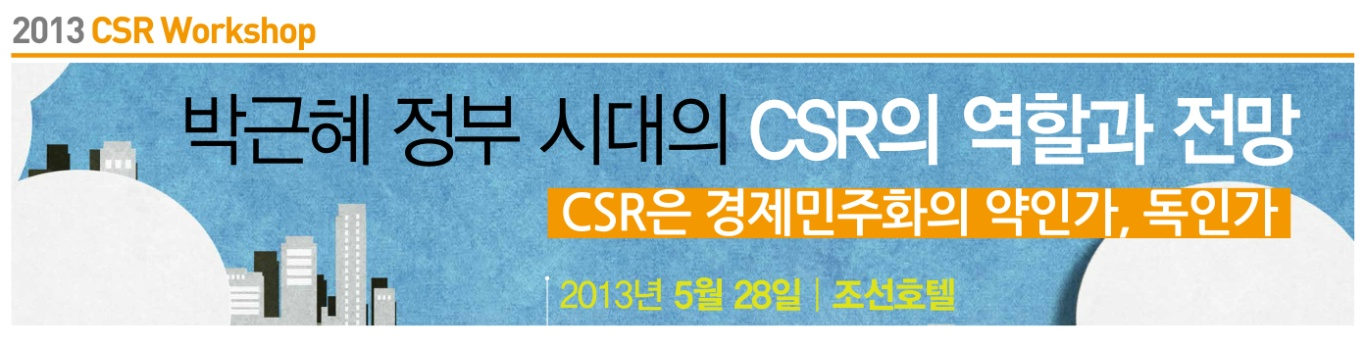 2013 CSR Workshop
박근혜 정부 시대의 CSR의 역할과 전망
CSR은 경제민주화의 약인가, 독인가
2013년 5월 28일 | 조선호텔